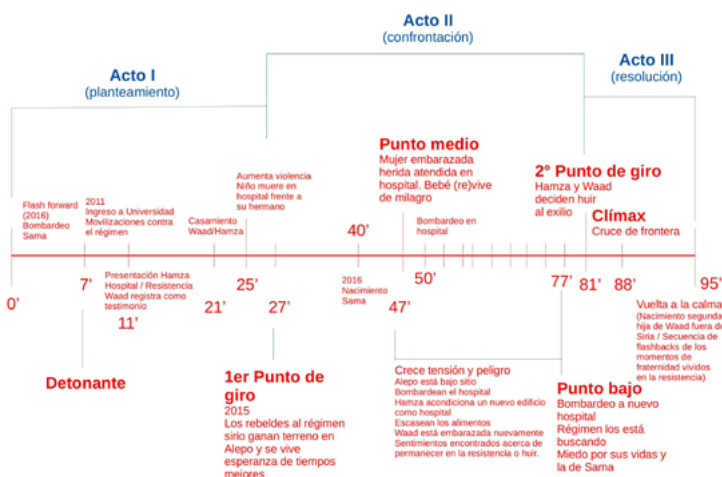 Acto II
(confrontación)
Acto I
(planteamiento)
Acto III
(resolución)
Flash forward
(2016)
Bombardeo
Sama
2011
Ingreso a Universidad
Movilizaciones contra
el régimen
Casamiento
Waad/Hamza
Aumenta violencia
Niño muere en
hospital frente a
su hermano
Punto medio
Mujer embarazada
herida atendida en
hospital. Bebé (re)vive
de milagro
Bombardeo en
hospital
2° Punto de giro
Hamza y Waad
deciden huir
al exilio
Clímax
Cruce de frontera
40'
0'
7'
Presentación Hamza
Hospital / Resistencia
Waad registra como
testimonio
11'
21'
25'
27'
2016
Nacimiento
Sama
47'
50'
77'
81'
88'
95'
Detonante
1er Punto de
giro
2015
Los rebeldes al régimen
sirio ganan terreno en
Alepo y se vive
esperanza de tiempos
mejores
Crece tensión y peligro
Alepo está bajo sitio
Bombardean el hospital
Hamza acondiciona un nuevo edificio
como hospital
Escasean los alimentos
Waad está embarazada nuevamente
Sentimientos encontrados acerca de
permanecer en la resistencia o huir.
Punto bajo
Bombardeo a nuevo
hospital
Régimen los está
buscando
Miedo por sus vidas y
la de Sama
Vuelta a la calma
(Nacimiento segunda
hija de Waad fuera de
Siria / Secuencia de
flashbacks de los
momentos de
fraternidad vividos
en la resistencia)